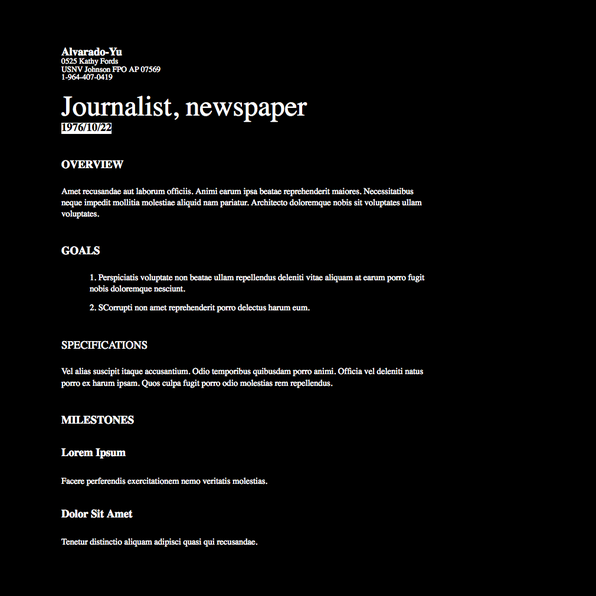 Alvarado-Yu
0525 Kathy Fords
USNV Johnson FPO AP 07569
1-964-407-0419
Journalist, newspaper
1976/10/22
OVERVIEW
Amet recusandae aut laborum officiis. Animi earum ipsa beatae reprehenderit maiores. Necessitatibus
neque impedit mollitia molestiae aliquid nam pariatur. Architecto doloremque nobis sit voluptates ullam
voluptates.
GOALS
1. Perspiciatis voluptate non beatae ullam repellendus deleniti vitae aliquam at earum porro fugit
nobis doloremque nesciunt.
2. SCorrupti non amet reprehenderit porro delectus harum eum.
SPECIFICATIONS
Vel alias suscipit itaque accusantium. Odio temporibus quibusdam porro animi. Officia vel deleniti natus
porro ex harum ipsam. Quos culpa fugit porro odio molestias rem repellendus.
MILESTONES
Lorem Ipsum
Facere perferendis exercitationem nemo veritatis molestias.
Dolor Sit Amet
Tenetur distinctio aliquam adipisci quasi qui recusandae.